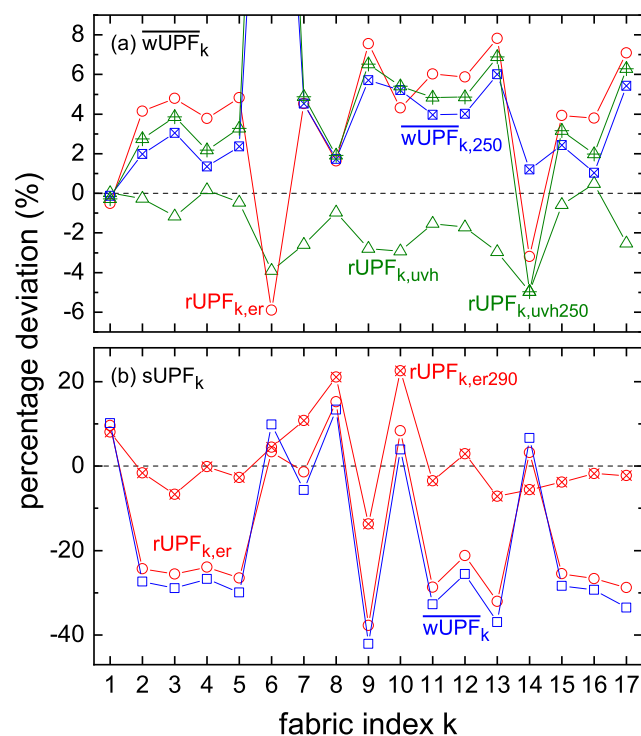 (a) wUPFk
8
6
4
2
0
-2
-4
-6
wUPFk,250
rUPFk,uvh
rUPFk,er
rUPFk,uvh250
percentage deviation (%)
(b) sUPFk
20
0
-20
-40
rUPFk,er290
rUPFk,er
wUPFk
1 2 3 4 5 6 7 8 9 10 11 12 13 14 15 16 17
fabric index k